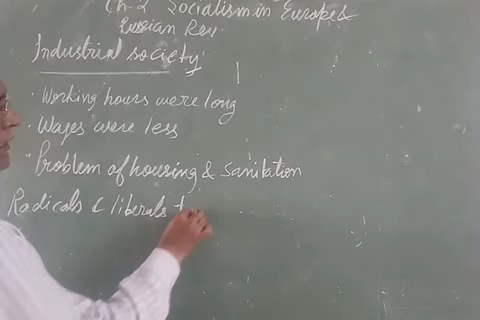 Ch-2 Socialism in Europe &
Russian Rev.
Industrial society
· Working hours were long
· Wages were less
· Problem of housing & sanitation
Radicals & liberals